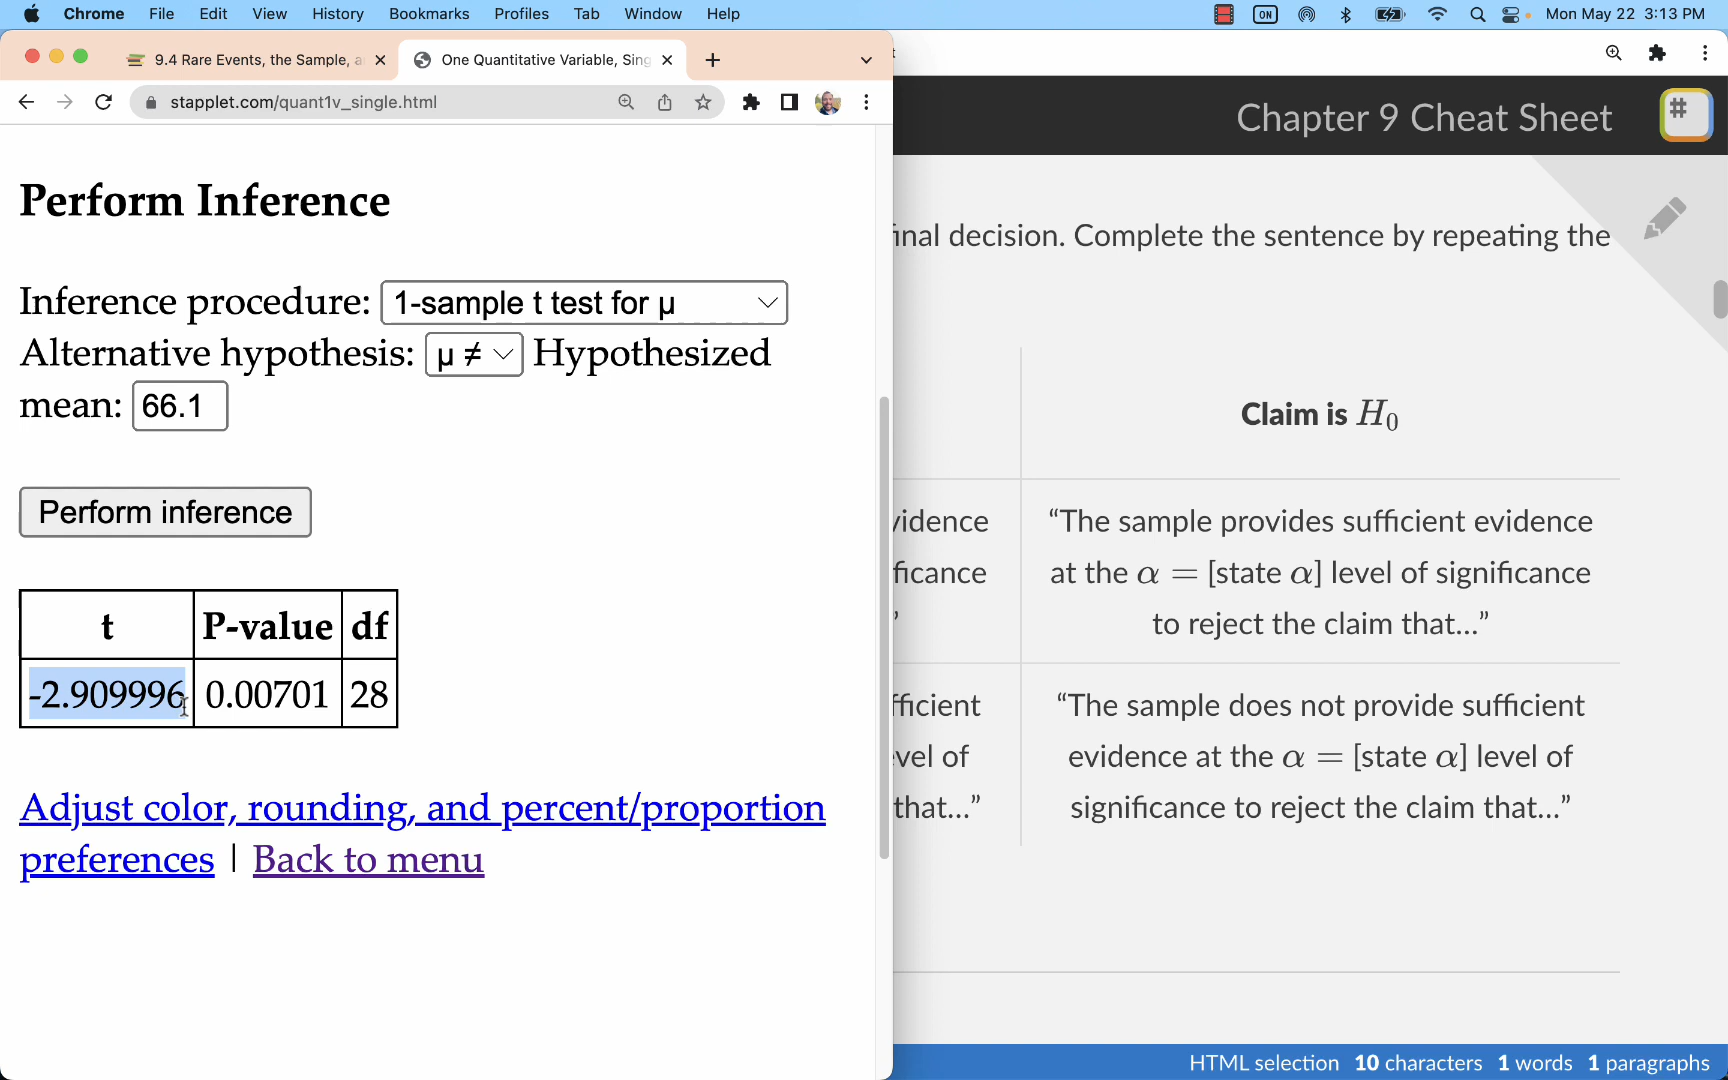 Chrome File Edit View History Bookmarks Profiles Tab Window Help ON Mon May 22 3:13 PM
9.4 Rare Events, the Sample, a
One Quantitative Variable, Sing
stapplet.com/quant1v_single.html
Perform Inference
Inference procedure: 1-sample t test for μ
Alternative hypothesis: μ ≠ Hypothesized
mean: 66.1
Perform inference
t P-value df
-2.909996 0.00701 28
Adjust color, rounding, and percent/proportion
preferences | Back to menu
Chapter 9 Cheat Sheet #
decision. Complete the sentence by repeating the
Claim is H₀
“The sample provides sufficient evidence
at the α = [state α] level of significance
to reject the claim that...”
“The sample does not provide sufficient
evidence at the α = [state α] level of
significance to reject the claim that...”
of
that...”
HTML selection 10 characters 1 words 1 paragraphs